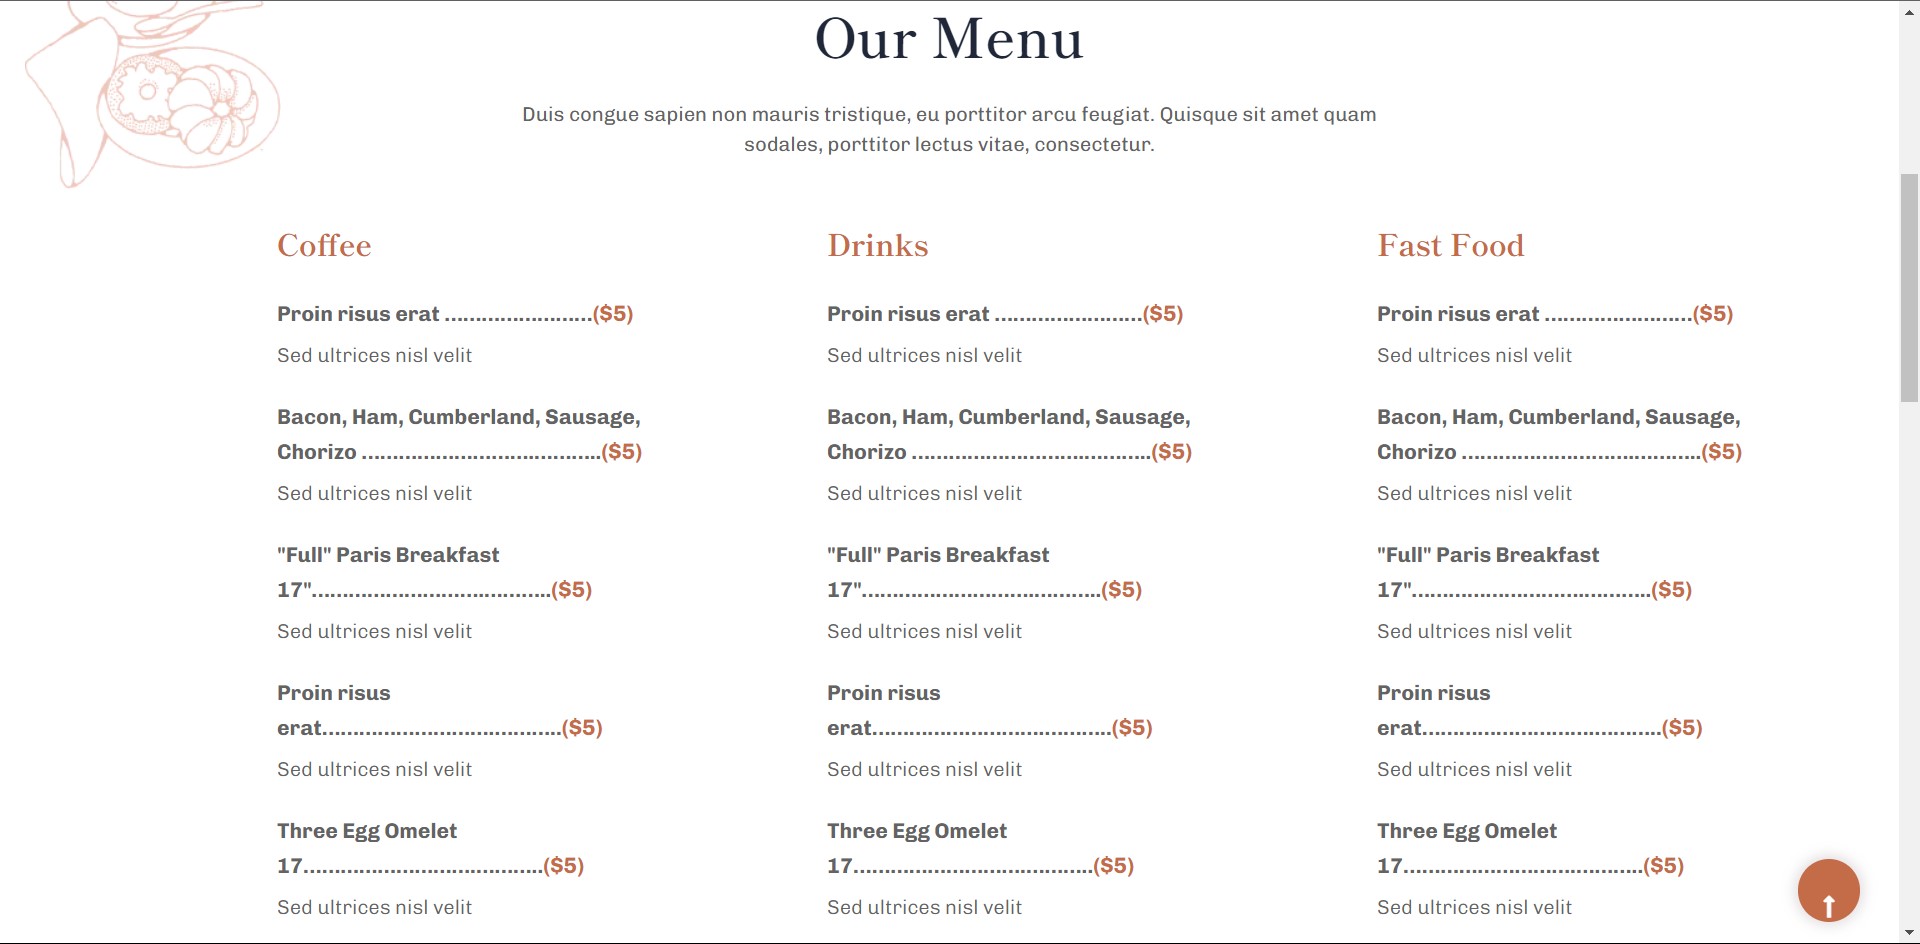 Our Menu
Duis congue sapien non mauris tristique, eu porttitor arcu feugiat. Quisque sit amet quam
sodales, porttitor lectus vitae, consectetur.
Coffee
Proin risus erat ........................($5)
Sed ultrices nisl velit
Bacon, Ham, Cumberland, Sausage,
Chorizo .......................................($5)
Sed ultrices nisl velit
"Full" Paris Breakfast
17".......................................($5)
Sed ultrices nisl velit
Proin risus
erat.......................................($5)
Sed ultrices nisl velit
Three Egg Omelet
17.......................................($5)
Sed ultrices nisl velit
Drinks
Proin risus erat ........................($5)
Sed ultrices nisl velit
Bacon, Ham, Cumberland, Sausage,
Chorizo .......................................($5)
Sed ultrices nisl velit
"Full" Paris Breakfast
17".......................................($5)
Sed ultrices nisl velit
Proin risus
erat.......................................($5)
Sed ultrices nisl velit
Three Egg Omelet
17.......................................($5)
Sed ultrices nisl velit
Fast Food
Proin risus erat ........................($5)
Sed ultrices nisl velit
Bacon, Ham, Cumberland, Sausage,
Chorizo .......................................($5)
Sed ultrices nisl velit
"Full" Paris Breakfast
17".......................................($5)
Sed ultrices nisl velit
Proin risus
erat.......................................($5)
Sed ultrices nisl velit
Three Egg Omelet
17.......................................($5)
Sed ultrices nisl velit